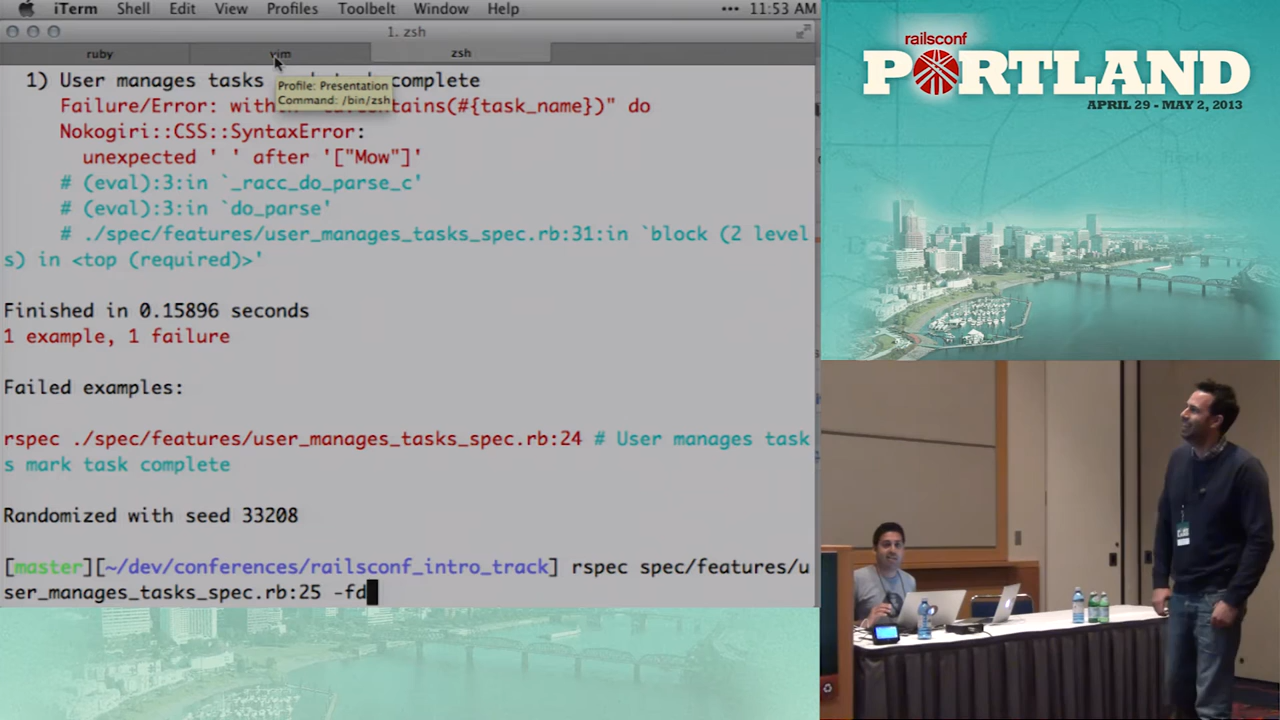 iTerm Shell Edit View Profiles Toolbelt Window Help ••• 11:53 AM
1. zsh
ruby vim zsh
1) User manages tasks complete
Profile: Presentation
Command: /bin/zsh
Failure/Error: within (#{task_name})" do
Nokogiri::CSS::SyntaxError:
unexpected ' ' after '["Mow"]'
# (eval):3:in `_racc_do_parse_c'
# (eval):3:in `do_parse'
# ./spec/features/user_manages_tasks_spec.rb:31:in `block (2 level
s) in <top (required)>'
Finished in 0.15896 seconds
1 example, 1 failure
Failed examples:
rspec ./spec/features/user_manages_tasks_spec.rb:24 # User manages task
s mark task complete
Randomized with seed 33208
[master][~/dev/conferences/railsconf_intro_track] rspec spec/features/u
ser_manages_tasks_spec.rb:25 -fd
railsconf
PORTLAND
APRIL 29 - MAY 2, 2013